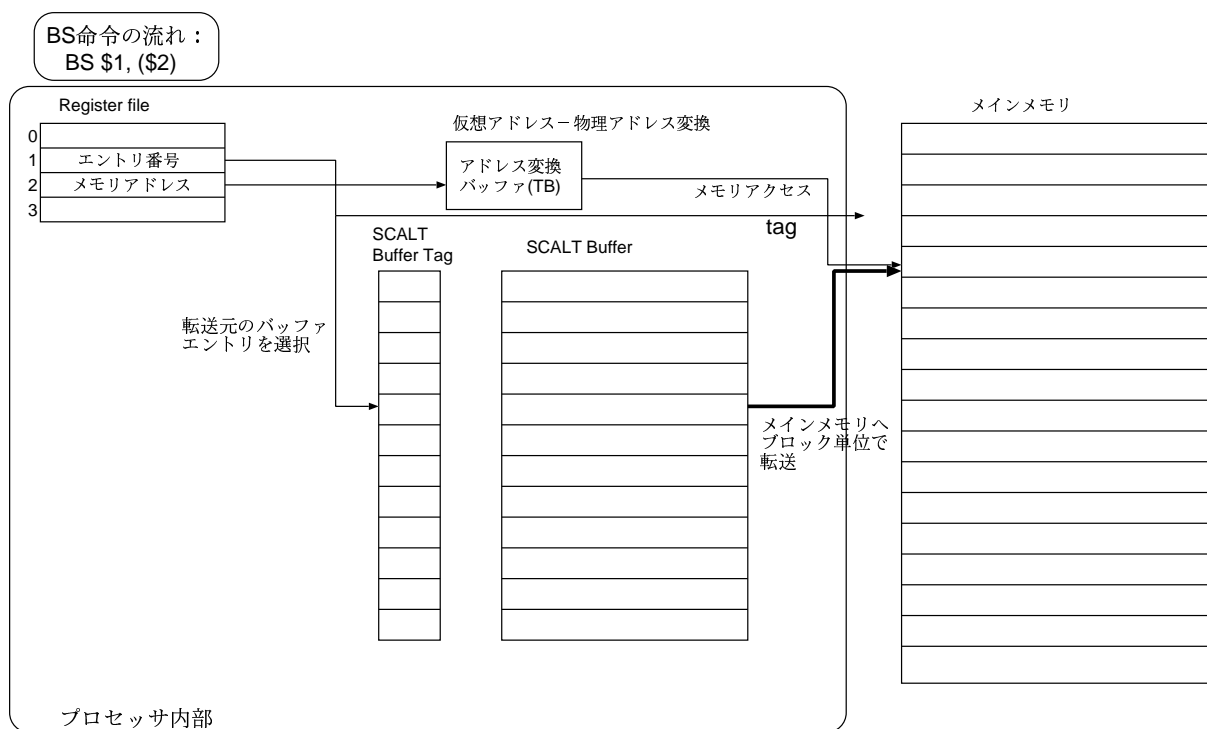 BS命令の流れ：
BS $1, ($2)
Register file
メインメモリ
仮想アドレス－物理アドレス変換
0
1
エントリ番号
2
メモリアドレス
3
アドレス変換
バッファ(TB)
メモリアクセス
tag
SCALT
Buffer Tag
SCALT Buffer
転送元のバッファ
エントリを選択
メインメモリへ
ブロック単位で
転送
プロセッサ内部